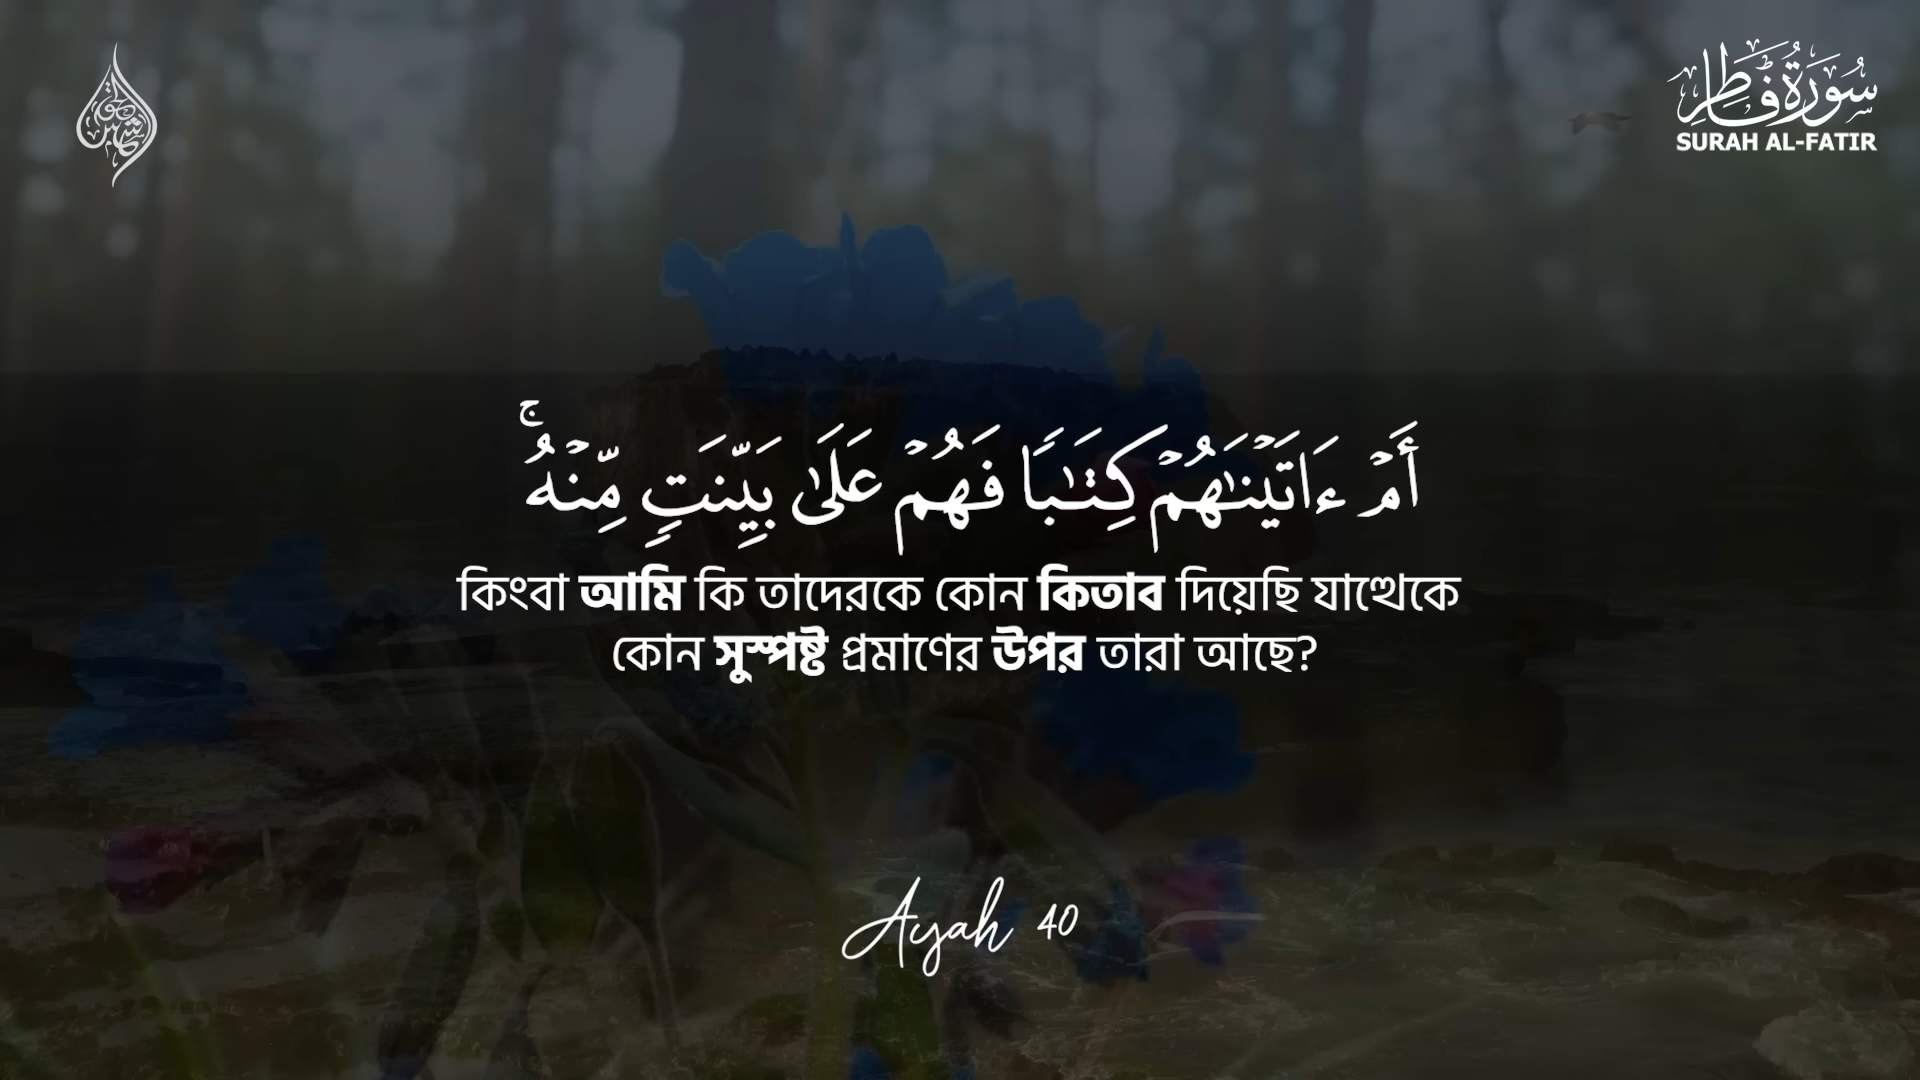 سُورَةُ فَاطِر
SURAH AL-FATIR
أَمۡ ءَاتَيۡنَٰهُمۡ كِتَٰبٗا فَهُمۡ عَلَىٰ بَيِّنَتٖ مِّنۡهُۚ
কিংবা আমি কি তাদেরকে কোন কিতাব দিয়েছি যাত্থেকে
কোন সুস্পষ্ট প্রমাণের উপর তারা আছে?
Ayah 40